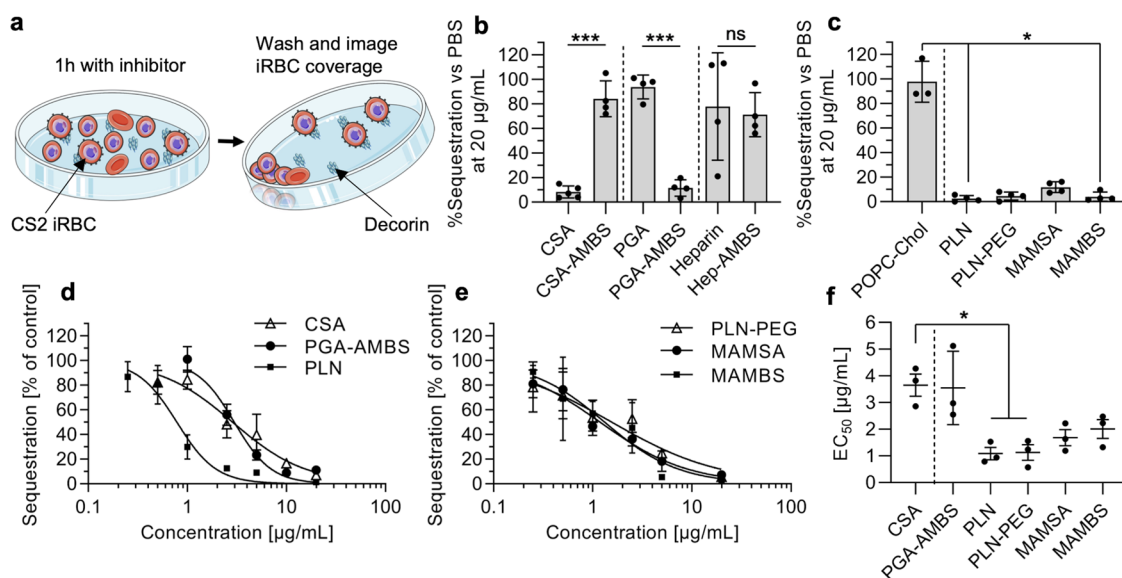 a
1h with inhibitor
Wash and image
iRBC coverage
CS2 iRBC
Decorin
b
%Sequestration vs PBS
at 20 µg/mL
120
100
80
60
40
20
0
***
***
ns
CSA
CSA-AMBS
PGA
PGA-AMBS
Heparin
Hep-AMBS
c
%Sequestration vs PBS
at 20 µg/mL
120
100
80
60
40
20
0
*
POPC-Chol
PLN
PLN-PEG
MAMSA
MAMBS
d
Sequestration [% of control]
120
100
80
60
40
20
0
0.1
1
10
100
Concentration [µg/mL]
CSA
PGA-AMBS
PLN
e
Sequestration [% of control]
120
100
80
60
40
20
0
0.1
1
10
100
Concentration [µg/mL]
PLN-PEG
MAMSA
MAMBS
f
EC50 [µg/mL]
6
5
4
3
2
1
0
*
CSA
PGA-AMBS
PLN
PLN-PEG
MAMSA
MAMBS